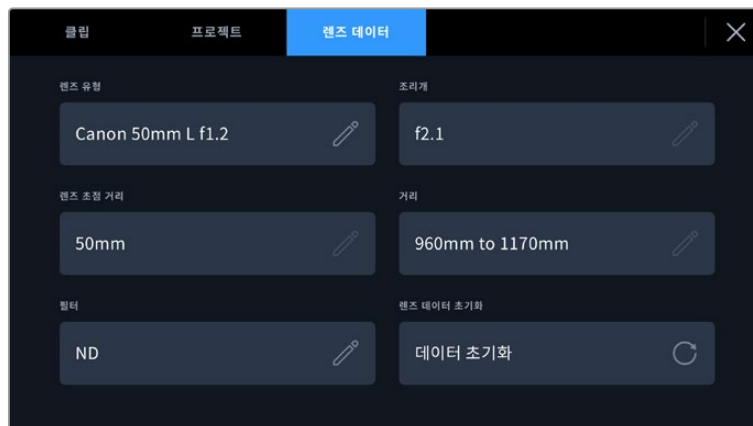 클립 프로젝트 렌즈 데이터
렌즈 유형 조리개
Canon 50mm L f1.2 f2.1
렌즈 초점 거리 거리
50mm 960mm to 1170mm
필터 렌즈 데이터 초기화
ND 데이터 초기화